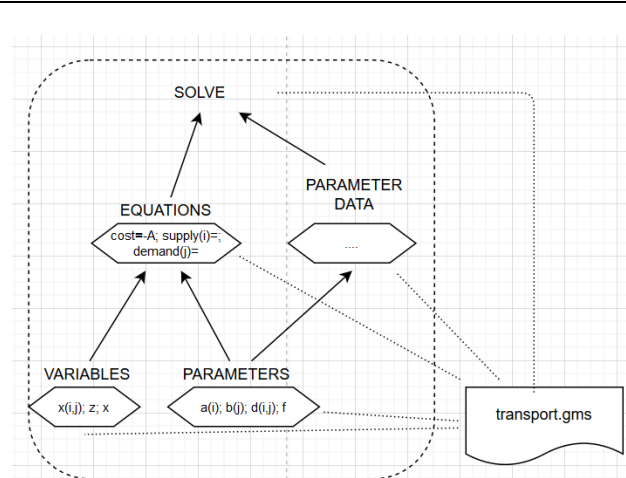 SOLVE
PARAMETER
DATA
EQUATIONS
cost=-A; supply(i)=;
demand(j)=
....
VARIABLES
PARAMETERS
x(i,j); z; x
a(i); b(j); d(i,j); f
transport.gms